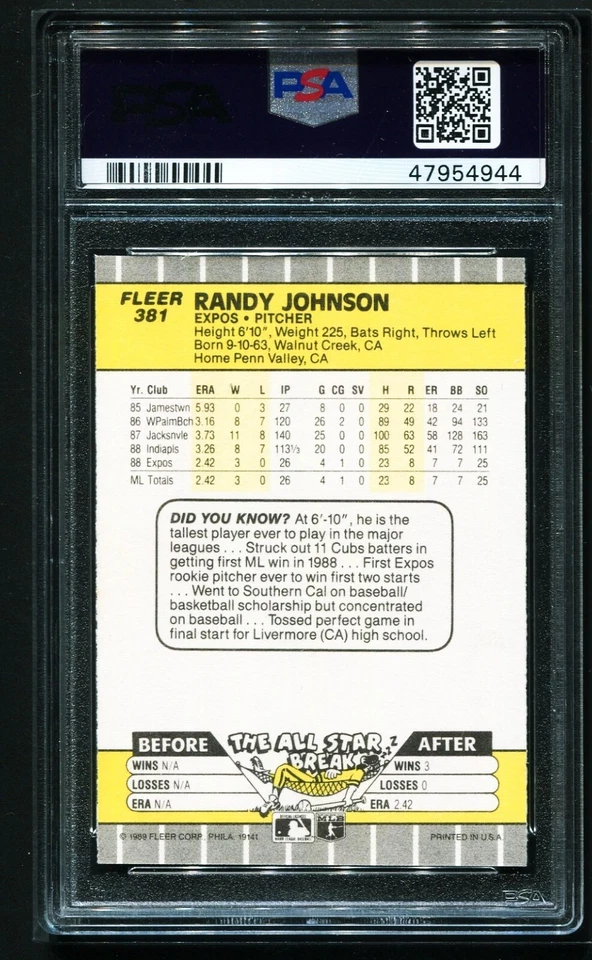 PSA
PSA
47954944
FLEER
381
RANDY JOHNSON
EXPOS • PITCHER
Height 6'10", Weight 225, Bats Right, Throws Left
Born 9-10-63, Walnut Creek, CA
Home Penn Valley, CA
Yr. Club ERA W L IP G CG SV H R ER BB SO
85 Jamestwn 5.93 0 3 27 8 0 0 29 22 18 24 21
86 WPalmBch 3.16 8 7 120 26 2 0 89 49 42 94 133
87 Jacksnvle 3.73 11 8 140 25 0 0 100 63 58 128 163
88 Indiapls 3.26 8 7 113⅓ 20 0 0 85 52 41 72 111
88 Expos 2.42 3 0 26 4 1 0 23 8 7 7 25
ML Totals 2.42 3 0 26 4 1 0 23 8 7 7 25
DID YOU KNOW? At 6'-10", he is the
tallest player ever to play in the major
leagues . . . Struck out 11 Cubs batters in
getting first ML win in 1988 . . . First Expos
rookie pitcher ever to win first two starts
. . . Went to Southern Cal on baseball/
basketball scholarship but concentrated
on baseball . . . Tossed perfect game in
final start for Livermore (CA) high school.
BEFORE THE ALL STAR BREAK AFTER
WINS N/A WINS 3
LOSSES N/A LOSSES 0
ERA N/A ERA 2.42
© 1989 FLEER CORP. PHILA. 19141 MLB PRINTED IN U.S.A.
PSA